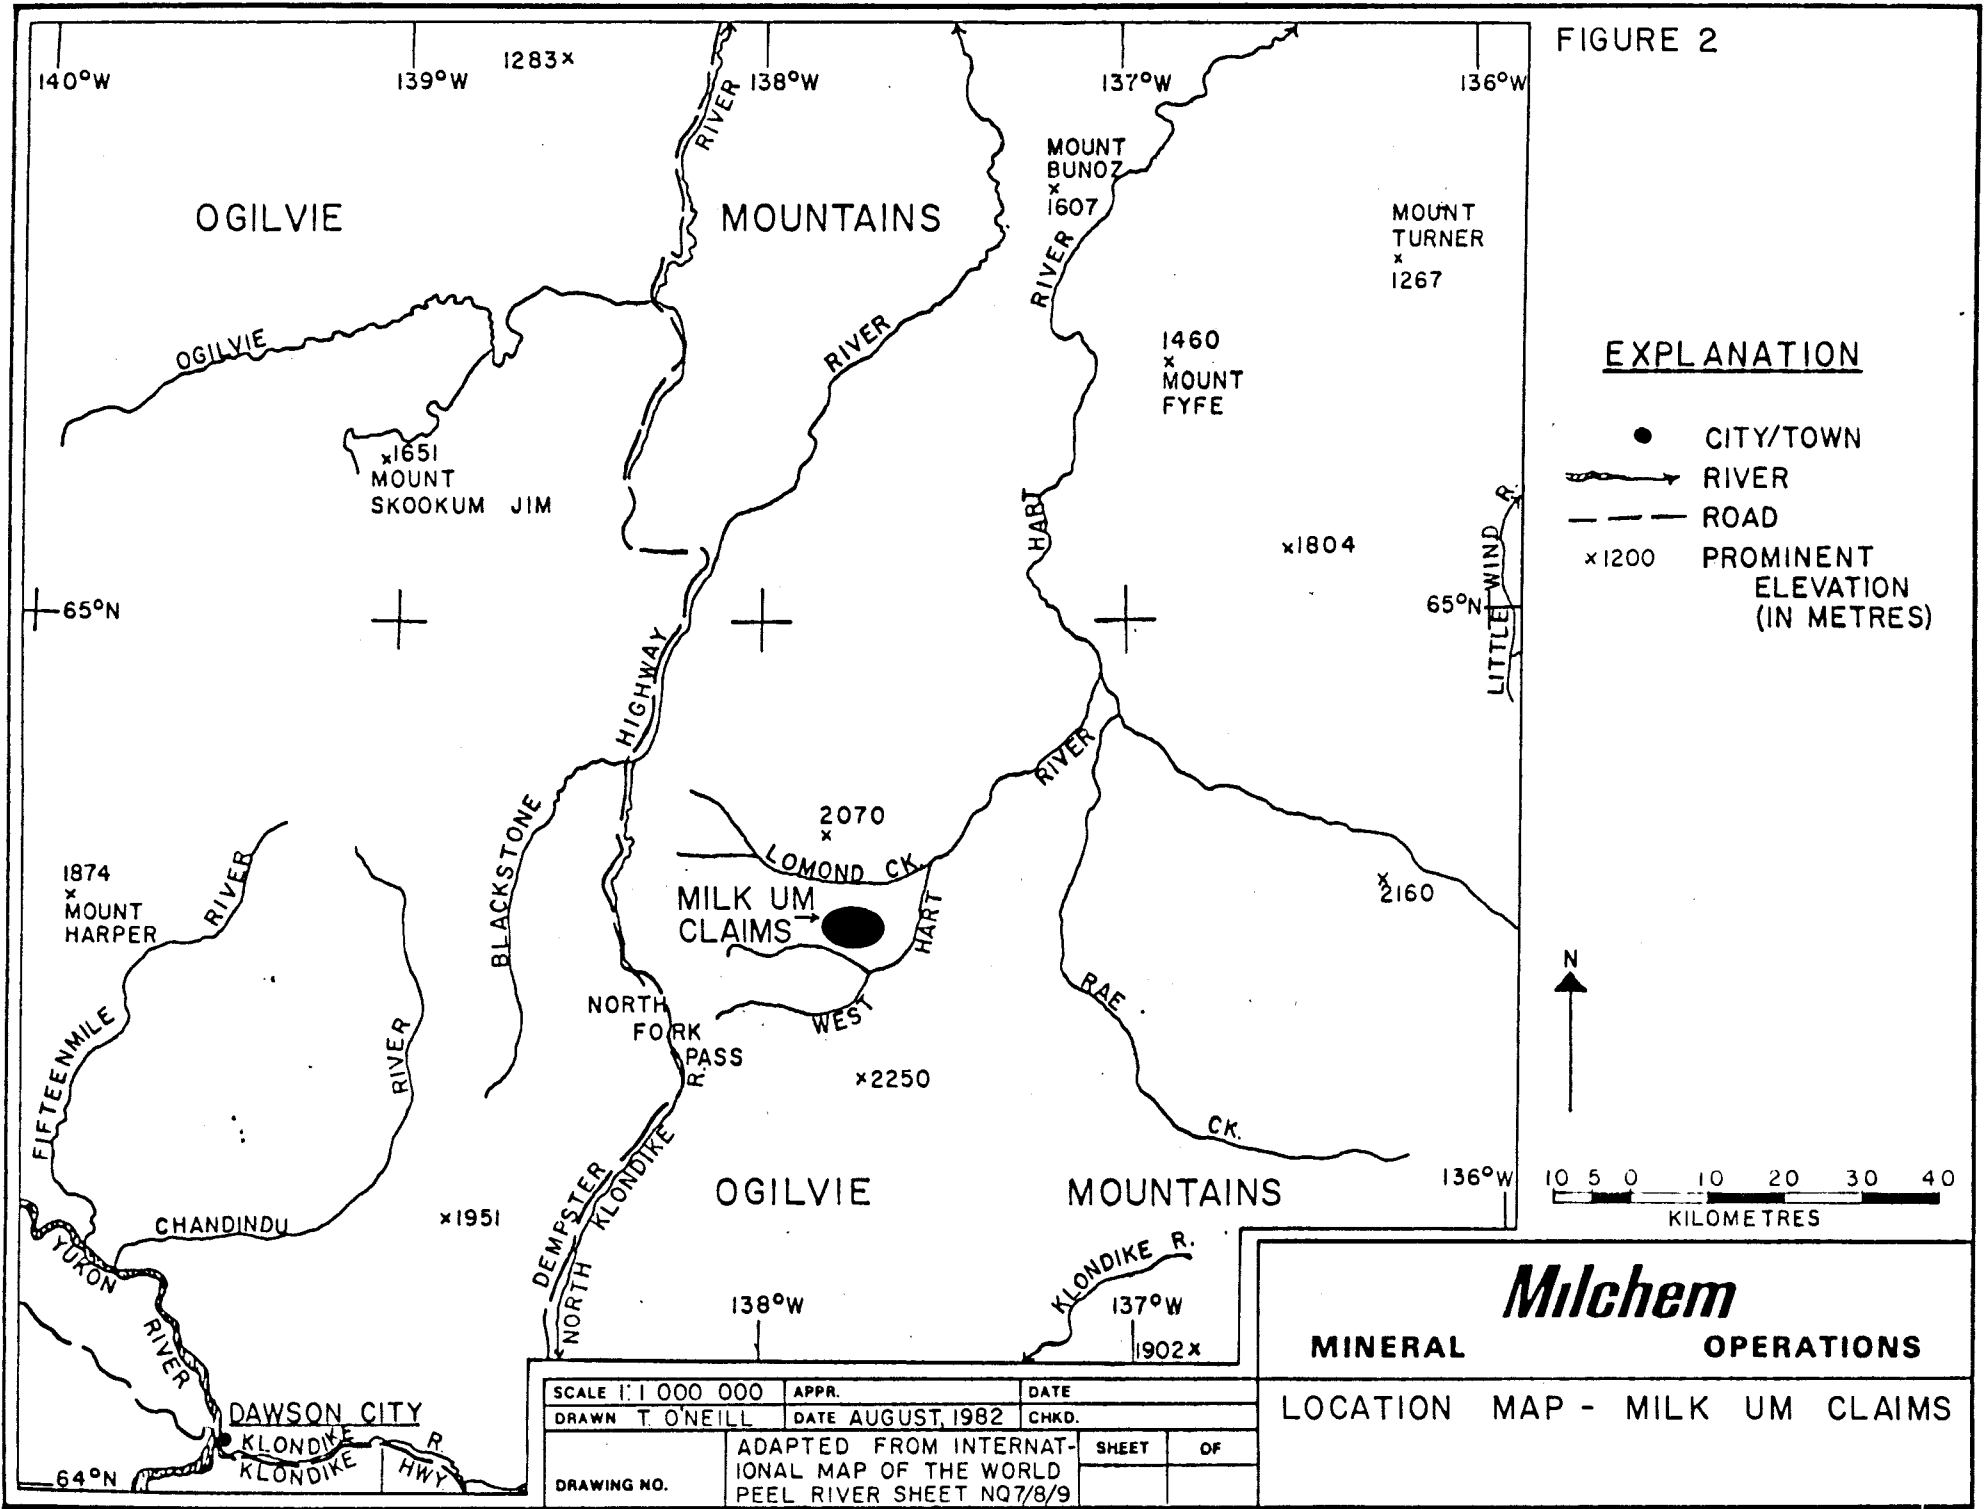 FIGURE 2
140°W
139°W
1283×
138°W
137°W
136°W
RIVER
MOUNT
BUNOZ
×
1607
OGILVIE
MOUNTAINS
MOUNT
TURNER
×
1267
RIVER
OGILVIE
RIVER
1460
×
MOUNT
FYFE
×1651
MOUNT
SKOOKUM JIM
HART
×1804
LITTLE WIND R.
65°N
65°N
HIGHWAY
RIVER
BLACKSTONE
2070
×
LOMOND CK.
1874
×
MOUNT
HARPER
RIVER
MILK UM
CLAIMS
HART
×
2160
FIFTEENMILE
RIVER
NORTH
FORK
PASS
WEST
RAE
R.
×2250
CK.
DEMPSTER
KLONDIKE
NORTH
OGILVIE
MOUNTAINS
136°W
×1951
CHANDINDU
YUKON
RIVER
KLONDIKE R.
138°W
137°W
1902×
DAWSON CITY
KLONDIKE R.
KLONDIKE HWY
64°N
EXPLANATION
CITY/TOWN
RIVER
ROAD
×1200 PROMINENT
ELEVATION
(IN METRES)
N
10 5 0 10 20 30 40
KILOMETRES
Milchem
MINERAL OPERATIONS
LOCATION MAP - MILK UM CLAIMS
SCALE 1:1 000 000 APPR. DATE
DRAWN T. O'NEILL DATE AUGUST, 1982 CHKD.
DRAWING NO.
ADAPTED FROM INTERNAT-
IONAL MAP OF THE WORLD
PEEL RIVER SHEET NQ7/8/9
SHEET OF